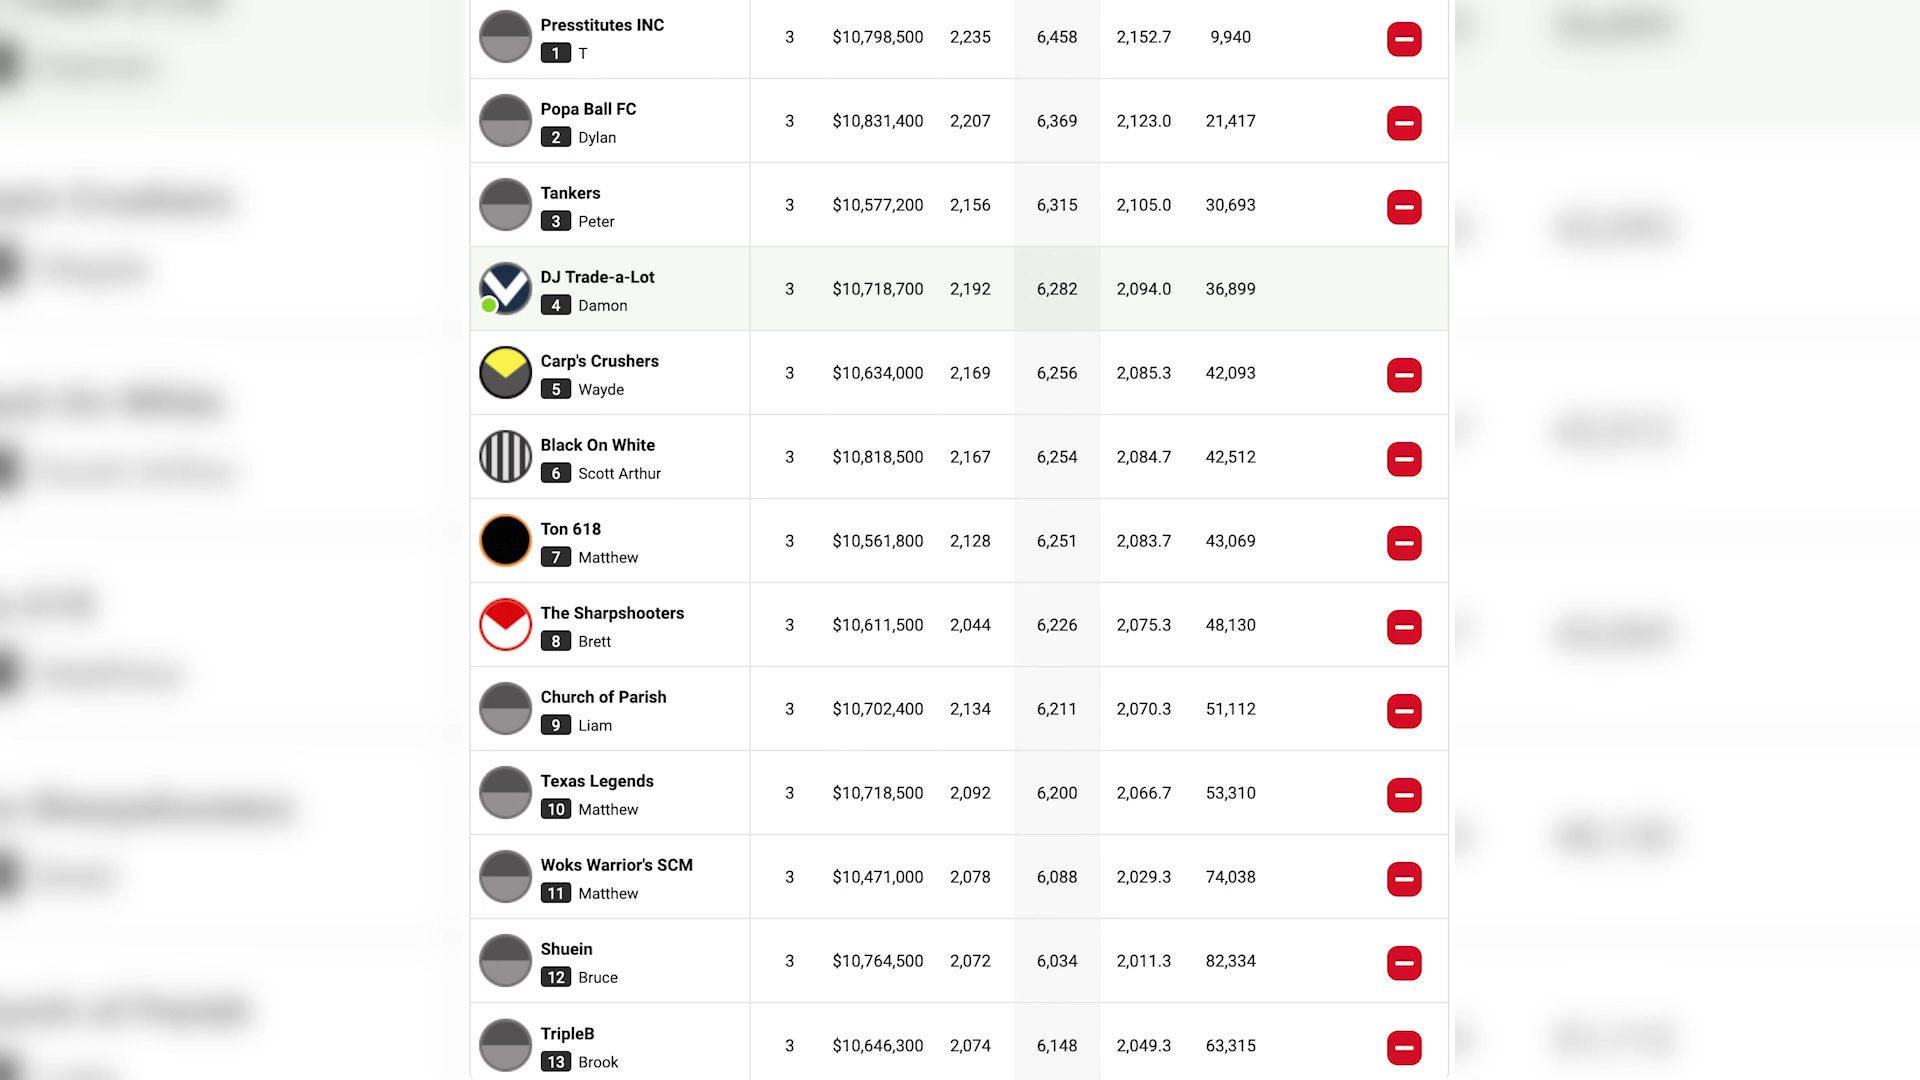 Presstitutes INC
1 T
3 $10,798,500 2,235 6,458 2,152.7 9,940
Popa Ball FC
2 Dylan
3 $10,831,400 2,207 6,369 2,123.0 21,417
Tankers
3 Peter
3 $10,577,200 2,156 6,315 2,105.0 30,693
DJ Trade-a-Lot
4 Damon
3 $10,718,700 2,192 6,282 2,094.0 36,899
Carp's Crushers
5 Wayde
3 $10,634,000 2,169 6,256 2,085.3 42,093
Black On White
6 Scott Arthur
3 $10,818,500 2,167 6,254 2,084.7 42,512
Ton 618
7 Matthew
3 $10,561,800 2,128 6,251 2,083.7 43,069
The Sharpshooters
8 Brett
3 $10,611,500 2,044 6,226 2,075.3 48,130
Church of Parish
9 Liam
3 $10,702,400 2,134 6,211 2,070.3 51,112
Texas Legends
10 Matthew
3 $10,718,500 2,092 6,200 2,066.7 53,310
Woks Warrior's SCM
11 Matthew
3 $10,471,000 2,078 6,088 2,029.3 74,038
Shuein
12 Bruce
3 $10,764,500 2,072 6,034 2,011.3 82,334
TripleB
13 Brook
3 $10,646,300 2,074 6,148 2,049.3 63,315